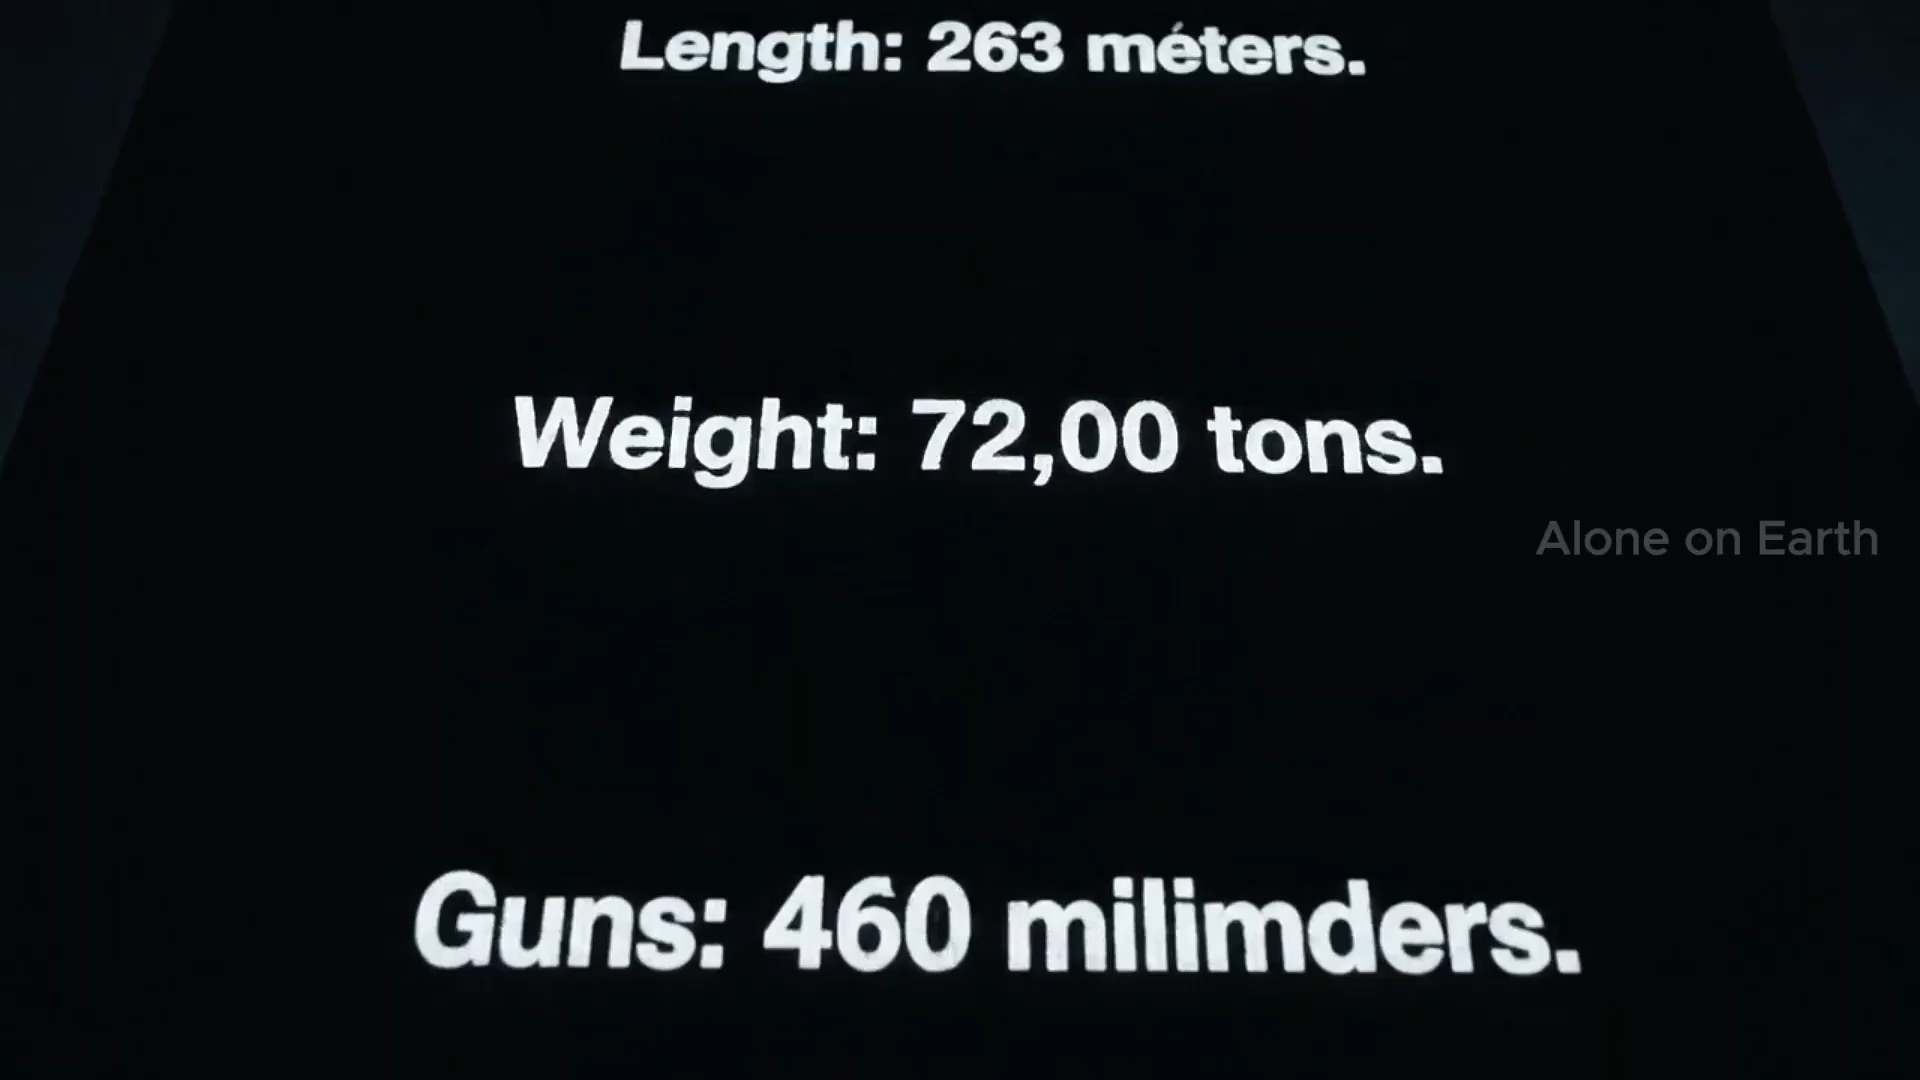 Length: 263 méters.
Weight: 72,00 tons.
Alone on Earth
Guns: 460 milimders.